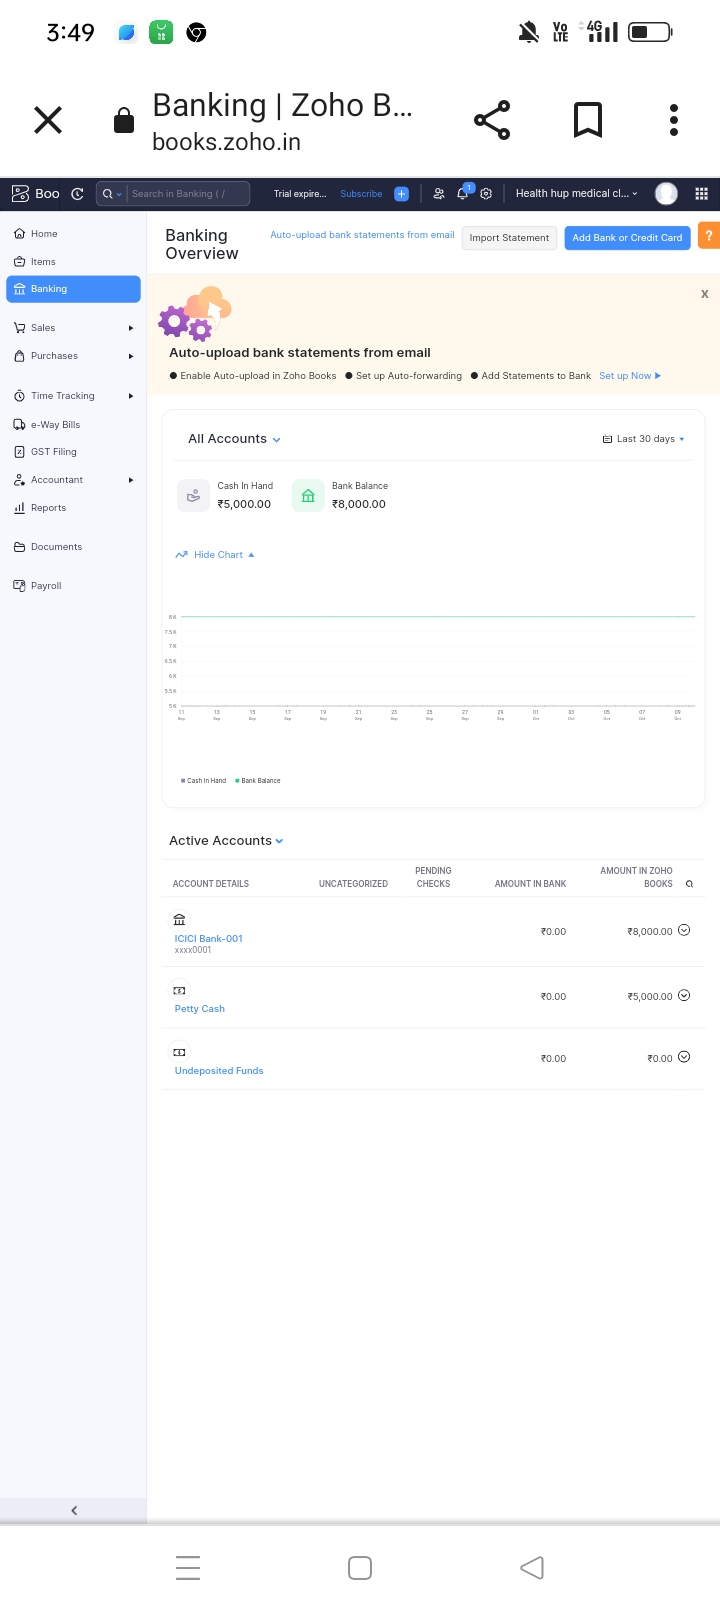 3:49
Vo LTE 4G
Banking | Zoho B...
books.zoho.in
Boo
Search in Banking ( /
Trial expire...
Subscribe
1
Health hup medical cl...
Home
Items
Banking
Sales
Purchases
Time Tracking
e-Way Bills
GST Filing
Accountant
Reports
Documents
Payroll
Banking Overview
Auto-upload bank statements from email
Import Statement
Add Bank or Credit Card
?
X
Auto-upload bank statements from email
● Enable Auto-upload in Zoho Books ● Set up Auto-forwarding ● Add Statements to Bank Set up Now
All Accounts
Last 30 days
Cash In Hand
₹5,000.00
Bank Balance
₹8,000.00
Hide Chart
8 K
7.5 K
7 K
6.5 K
6 K
5.5 K
5 K
11 13 15 17 19 21 23 25 27 29 01 03 05 07 09
Sep Sep Sep Sep Sep Sep Sep Sep Sep Sep Oct Oct Oct Oct Oct
Cash In Hand Bank Balance
Active Accounts
ACCOUNT DETAILS UNCATEGORIZED PENDING CHECKS AMOUNT IN BANK AMOUNT IN ZOHO BOOKS
ICICI Bank-001 ₹0.00 ₹8,000.00
xxxx0001
Petty Cash ₹0.00 ₹5,000.00
Undeposited Funds ₹0.00 ₹0.00